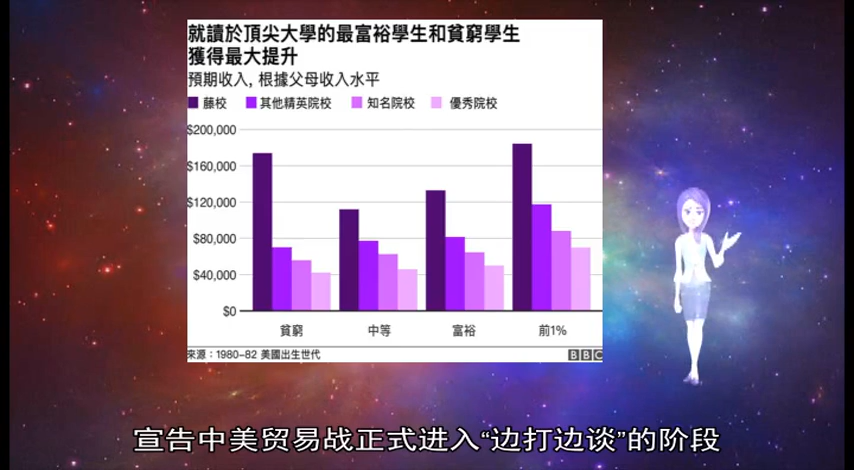 就讀於頂尖大學的最富裕學生和貧窮學生
獲得最大提升
預期收入, 根據父母收入水平
藤校 其他精英院校 知名院校 優秀院校
$200,000
$160,000
$120,000
$80,000
$40,000
$0
貧窮 中等 富裕 前1%
來源：1980-82 美國出生世代 BBC
宣告中美贸易战正式进入“边打边谈”的阶段